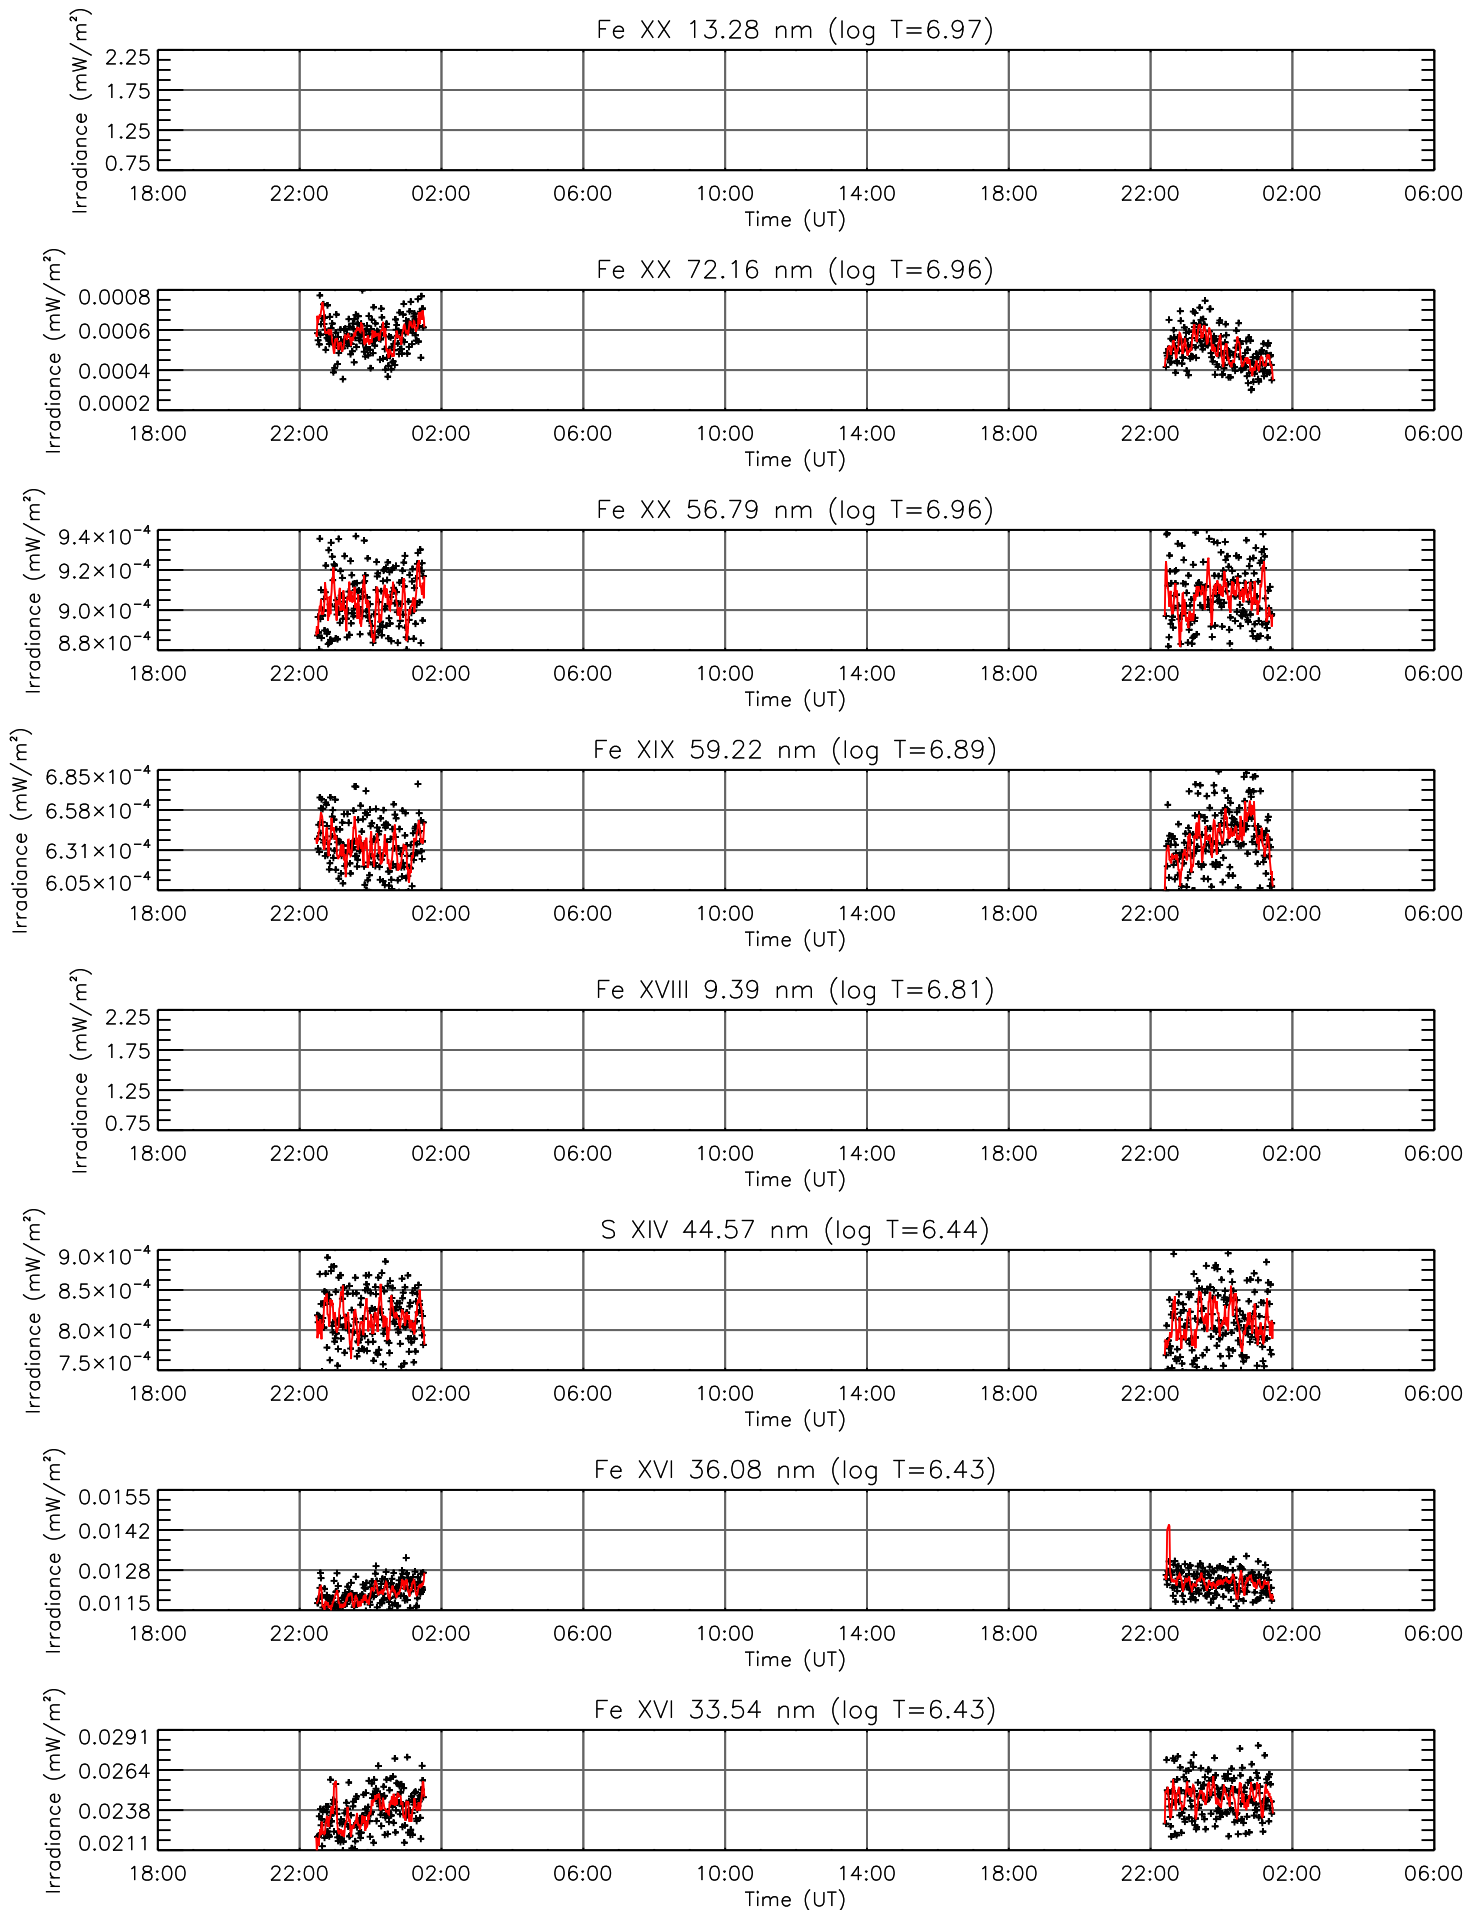 Fe XX 13.28 nm (log T=6.97)
Irradiance (mW/m²)
2.25
1.75
1.25
0.75
18:00 22:00 02:00 06:00 10:00 14:00 18:00 22:00 02:00 06:00
Time (UT)
Fe XX 72.16 nm (log T=6.96)
Irradiance (mW/m²)
0.0008
0.0006
0.0004
0.0002
18:00 22:00 02:00 06:00 10:00 14:00 18:00 22:00 02:00 06:00
Time (UT)
Fe XX 56.79 nm (log T=6.96)
Irradiance (mW/m²)
9.4×10⁻⁴
9.2×10⁻⁴
9.0×10⁻⁴
8.8×10⁻⁴
18:00 22:00 02:00 06:00 10:00 14:00 18:00 22:00 02:00 06:00
Time (UT)
Fe XIX 59.22 nm (log T=6.89)
Irradiance (mW/m²)
6.85×10⁻⁴
6.58×10⁻⁴
6.31×10⁻⁴
6.05×10⁻⁴
18:00 22:00 02:00 06:00 10:00 14:00 18:00 22:00 02:00 06:00
Time (UT)
Fe XVIII 9.39 nm (log T=6.81)
Irradiance (mW/m²)
2.25
1.75
1.25
0.75
18:00 22:00 02:00 06:00 10:00 14:00 18:00 22:00 02:00 06:00
Time (UT)
S XIV 44.57 nm (log T=6.44)
Irradiance (mW/m²)
9.0×10⁻⁴
8.5×10⁻⁴
8.0×10⁻⁴
7.5×10⁻⁴
18:00 22:00 02:00 06:00 10:00 14:00 18:00 22:00 02:00 06:00
Time (UT)
Fe XVI 36.08 nm (log T=6.43)
Irradiance (mW/m²)
0.0155
0.0142
0.0128
0.0115
18:00 22:00 02:00 06:00 10:00 14:00 18:00 22:00 02:00 06:00
Time (UT)
Fe XVI 33.54 nm (log T=6.43)
Irradiance (mW/m²)
0.0291
0.0264
0.0238
0.0211
18:00 22:00 02:00 06:00 10:00 14:00 18:00 22:00 02:00 06:00
Time (UT)